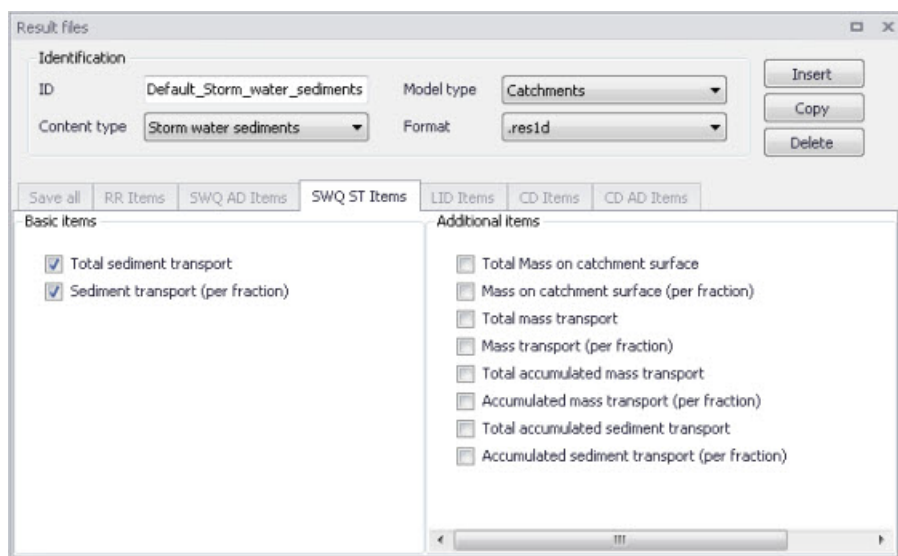 Result files
Identification
ID Default_Storm_water_sediments Model type Catchments Insert
Content type Storm water sediments Format .res1d Copy
Delete
Save all RR Items SWQ AD Items SWQ ST Items LID Items CD Items CD AD Items
Basic items
Total sediment transport
Sediment transport (per fraction)
Additional items
Total Mass on catchment surface
Mass on catchment surface (per fraction)
Total mass transport
Mass transport (per fraction)
Total accumulated mass transport
Accumulated mass transport (per fraction)
Total accumulated sediment transport
Accumulated sediment transport (per fraction)